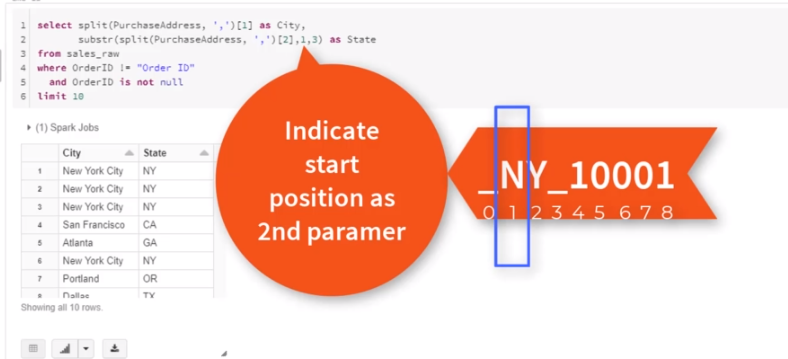 1 select split(PurchaseAddress, ',')[1] as City,
2 substr(split(PurchaseAddress, ',')[2],1,3) as State
3 from sales_raw
4 where OrderID != "Order ID"
5 and OrderID is not null
6 limit 10
(1) Spark Jobs
City State
1 New York City NY
2 New York City NY
3 New York City NY
4 San Francisco CA
5 Atlanta GA
6 New York City NY
7 Portland OR
8 Dallas TX
Showing all 10 rows.
Indicate
start
position as
2nd paramer
_NY_10001
0 1 2 3 4 5 6 7 8